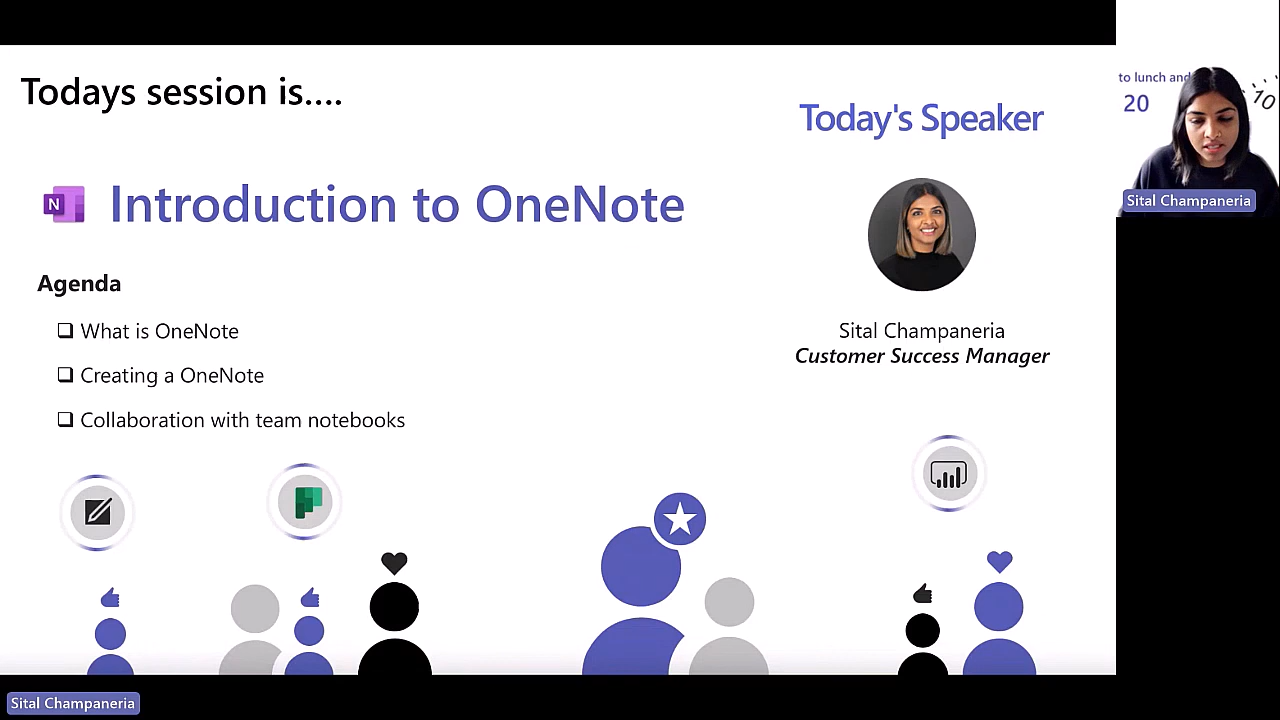 Todays session is....
Today's Speaker
N
Introduction to OneNote
Agenda
What is OneNote
Creating a OneNote
Collaboration with team notebooks
Sital Champaneria
Customer Success Manager
to lunch and
20
10
Sital Champaneria
Sital Champaneria